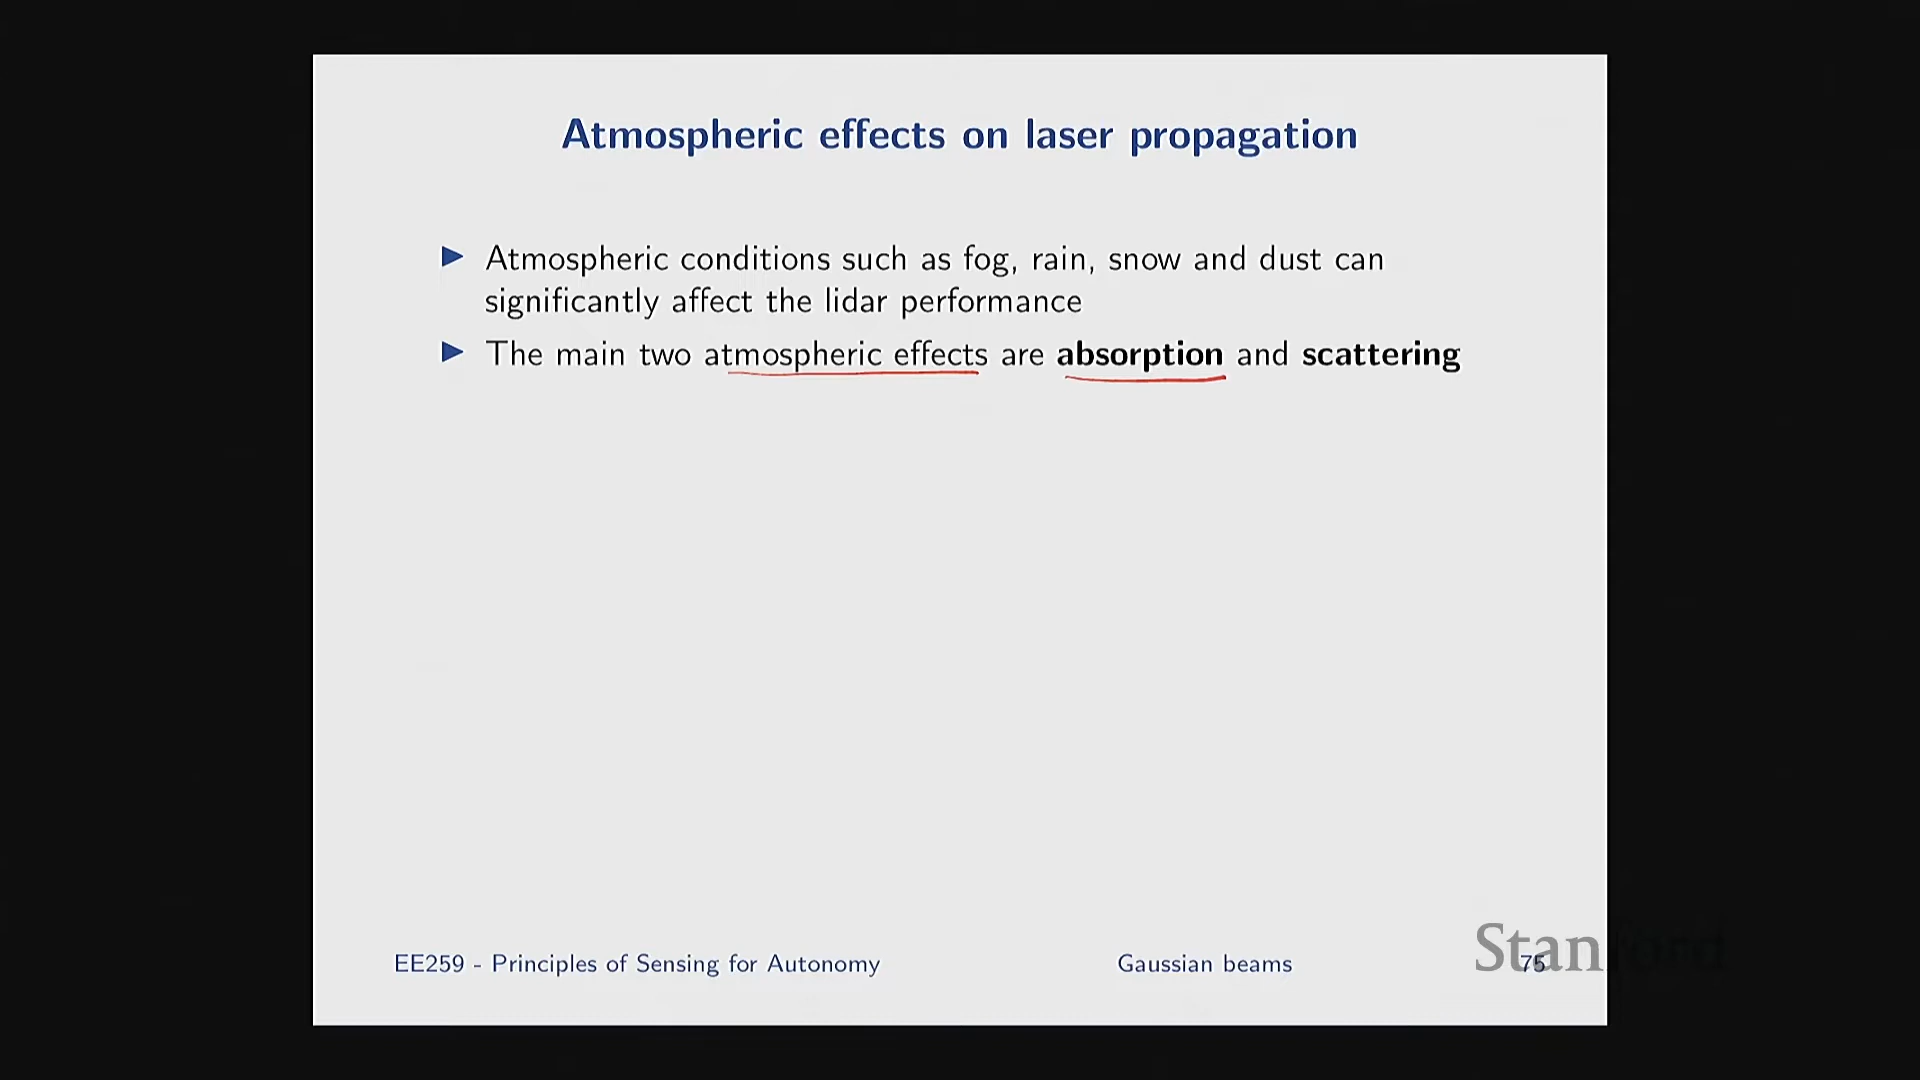 Atmospheric effects on laser propagation
▶ Atmospheric conditions such as fog, rain, snow and dust can
significantly affect the lidar performance
▶ The main two atmospheric effects are absorption and scattering
EE259 - Principles of Sensing for Autonomy Gaussian beams 75
Stanford